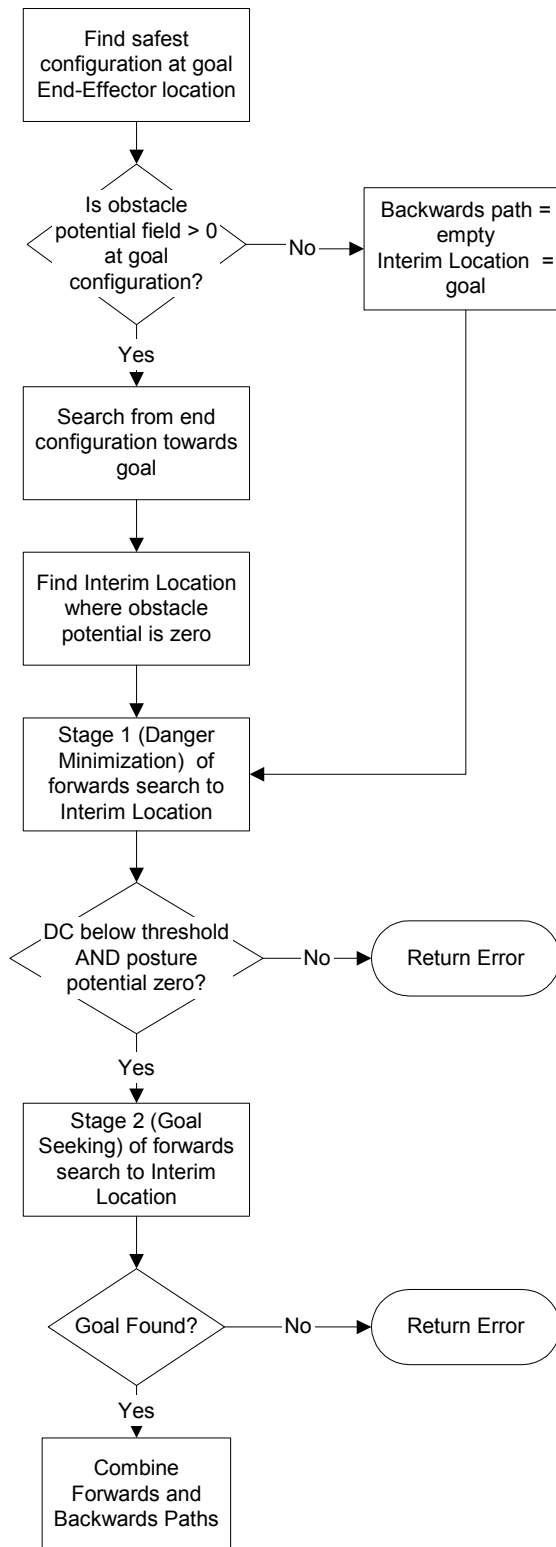 Find safest
configuration at goal
End-Effector location
Is obstacle
potential field > 0
at goal
configuration?
No
Backwards path =
empty
Interim Location =
goal
Yes
Search from end
configuration towards
goal
Find Interim Location
where obstacle
potential is zero
Stage 1 (Danger
Minimization) of
forwards search to
Interim Location
DC below threshold
AND posture
potential zero?
No
Return Error
Yes
Stage 2 (Goal
Seeking) of forwards
search to Interim
Location
Goal Found?
No
Return Error
Yes
Combine
Forwards and
Backwards Paths